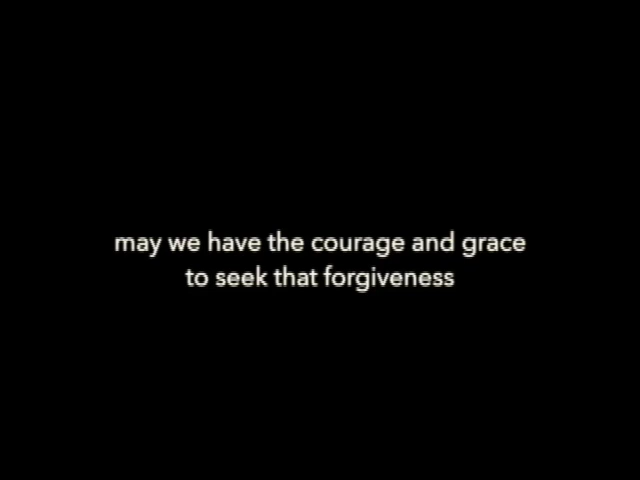 may we have the courage and grace
to seek that forgiveness